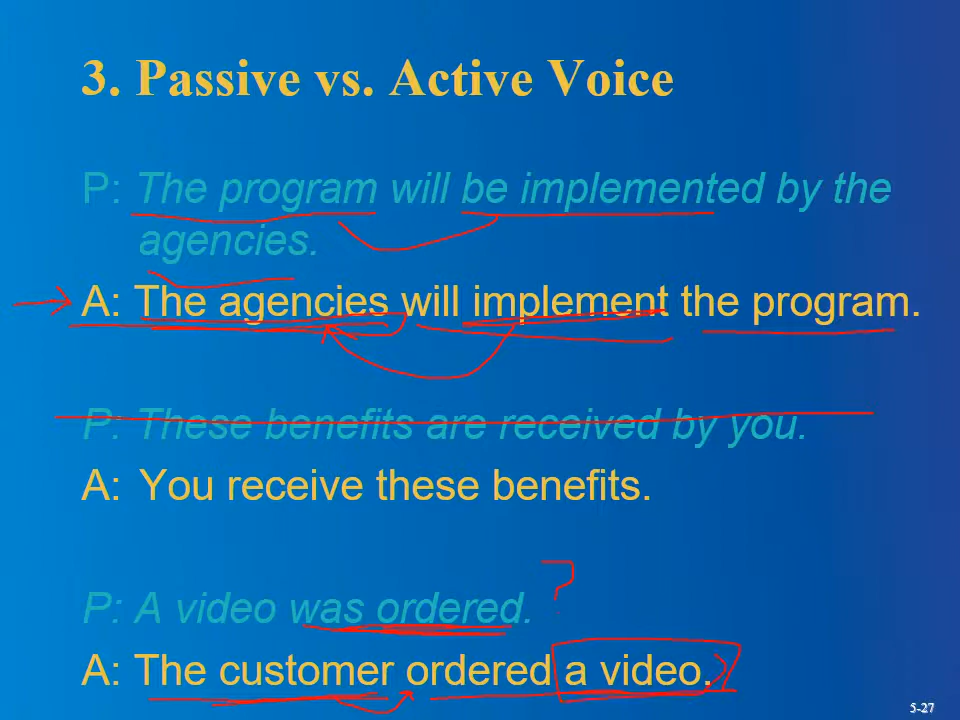 3. Passive vs. Active Voice
P: The program will be implemented by the
agencies.
A: The agencies will implement the program.
P: These benefits are received by you.
A: You receive these benefits.
P: A video was ordered.
?
A: The customer ordered a video.
5-27